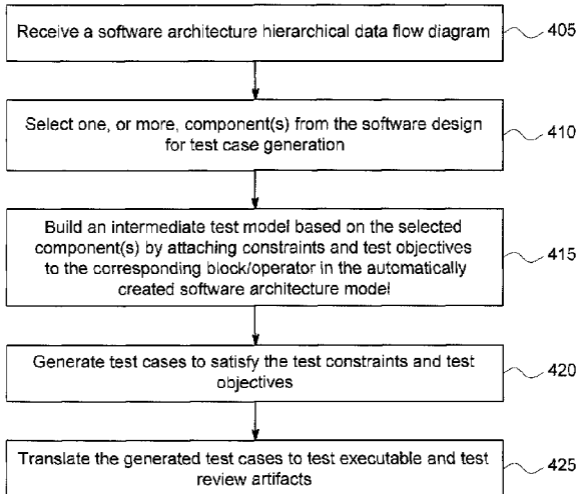 Receive a software architecture hierarchical data flow diagram
405
Select one, or more, component(s) from the software design
for test case generation
410
Build an intermediate test model based on the selected
component(s) by attaching constraints and test objectives
to the corresponding block/operator in the automatically
created software architecture model
415
Generate test cases to satisfy the test constraints and test
objectives
420
Translate the generated test cases to test executable and test
review artifacts
425